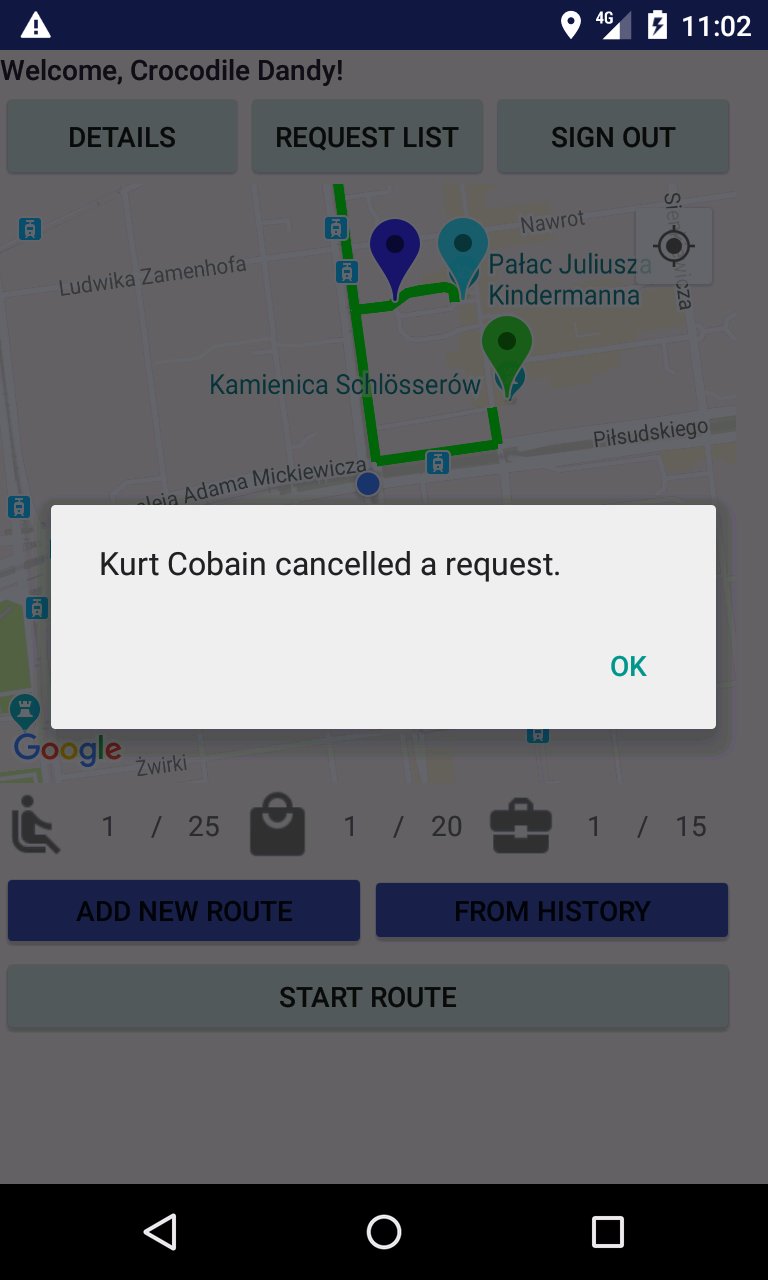 4G 11:02
Welcome, Crocodile Dandy!
DETAILS REQUEST LIST SIGN OUT
Nawrot
Ludwika Zamenhofa
Pałac Juliusza
Kindermanna
Kamienica Schlösserów
Piłsudskiego
aleja Adama Mickiewicza
Kurt Cobain cancelled a request.
OK
Google
Żwirki
1 / 25 1 / 20 1 / 15
ADD NEW ROUTE FROM HISTORY
START ROUTE